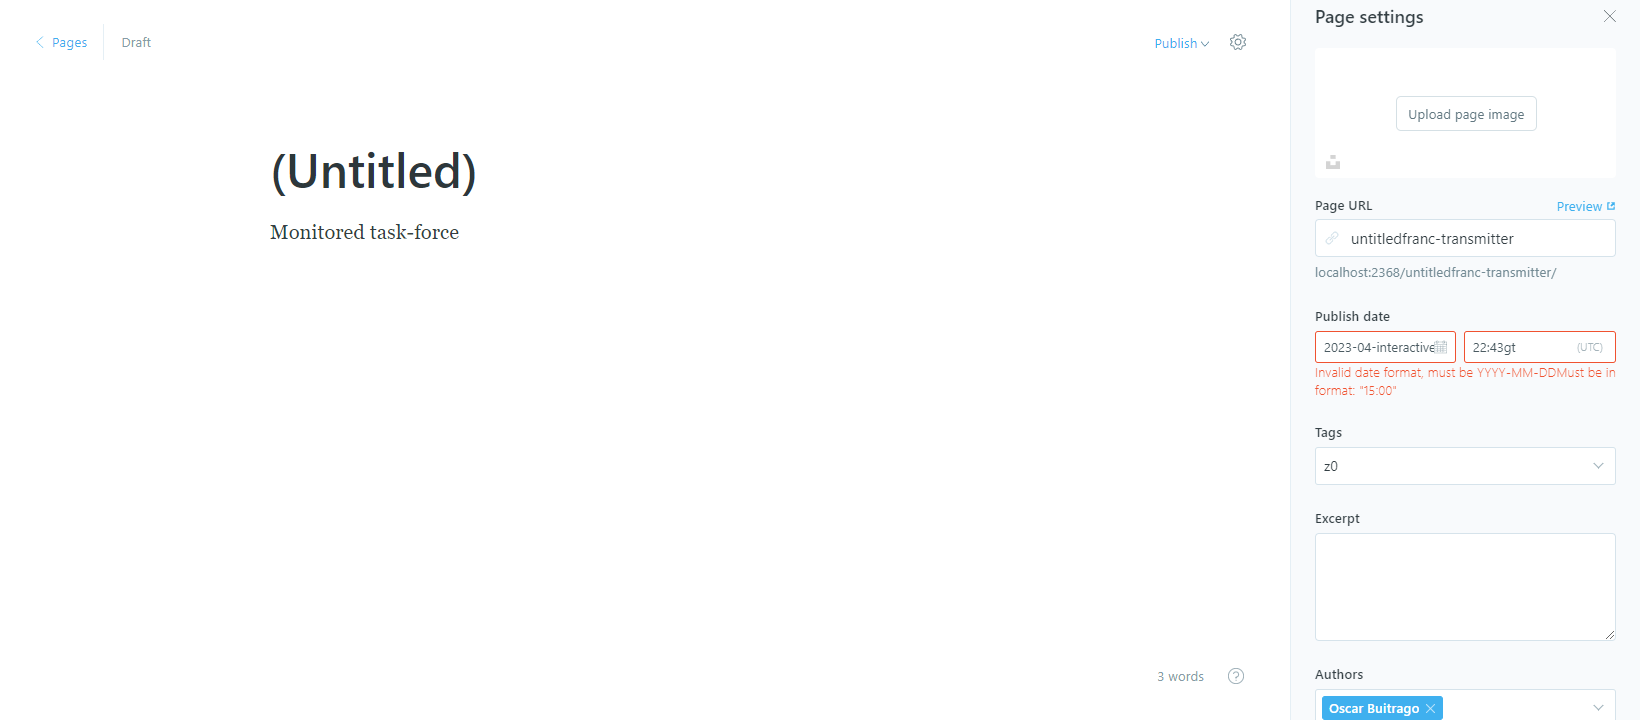 Pages
Draft
Publish
(Untitled)
Monitored task-force
3 words
?
Page settings
Upload page image
Page URL
Preview
untitledfranc-transmitter
localhost:2368/untitledfranc-transmitter/
Publish date
2023-04-interactive
22:43gt
(UTC)
Invalid date format, must be YYYY-MM-DDMust be in
format: "15:00"
Tags
z0
Excerpt
Authors
Oscar Buitrago